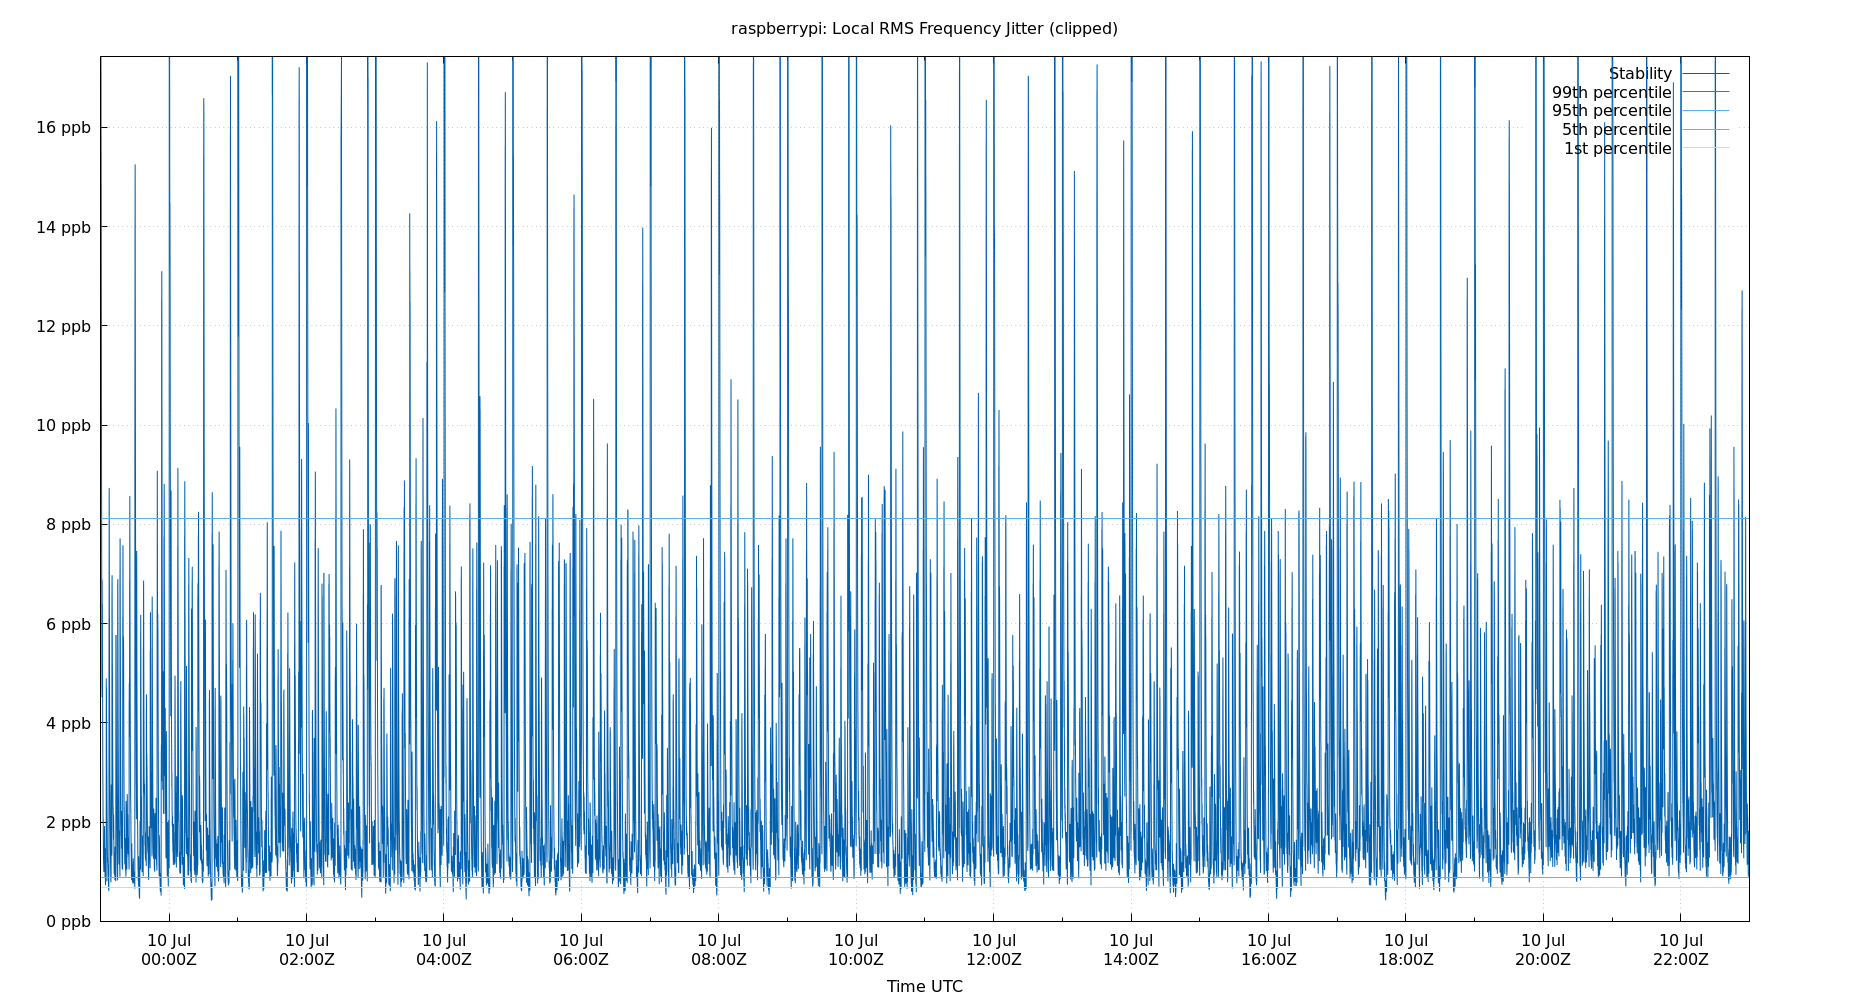 raspberrypi: Local RMS Frequency Jitter (clipped)
Stability
99th percentile
95th percentile
5th percentile
1st percentile
16 ppb
14 ppb
12 ppb
10 ppb
8 ppb
6 ppb
4 ppb
2 ppb
0 ppb
10 Jul 10 Jul 10 Jul 10 Jul 10 Jul 10 Jul 10 Jul 10 Jul 10 Jul 10 Jul 10 Jul 10 Jul
00:00Z 02:00Z 04:00Z 06:00Z 08:00Z 10:00Z 12:00Z 14:00Z 16:00Z 18:00Z 20:00Z 22:00Z
Time UTC